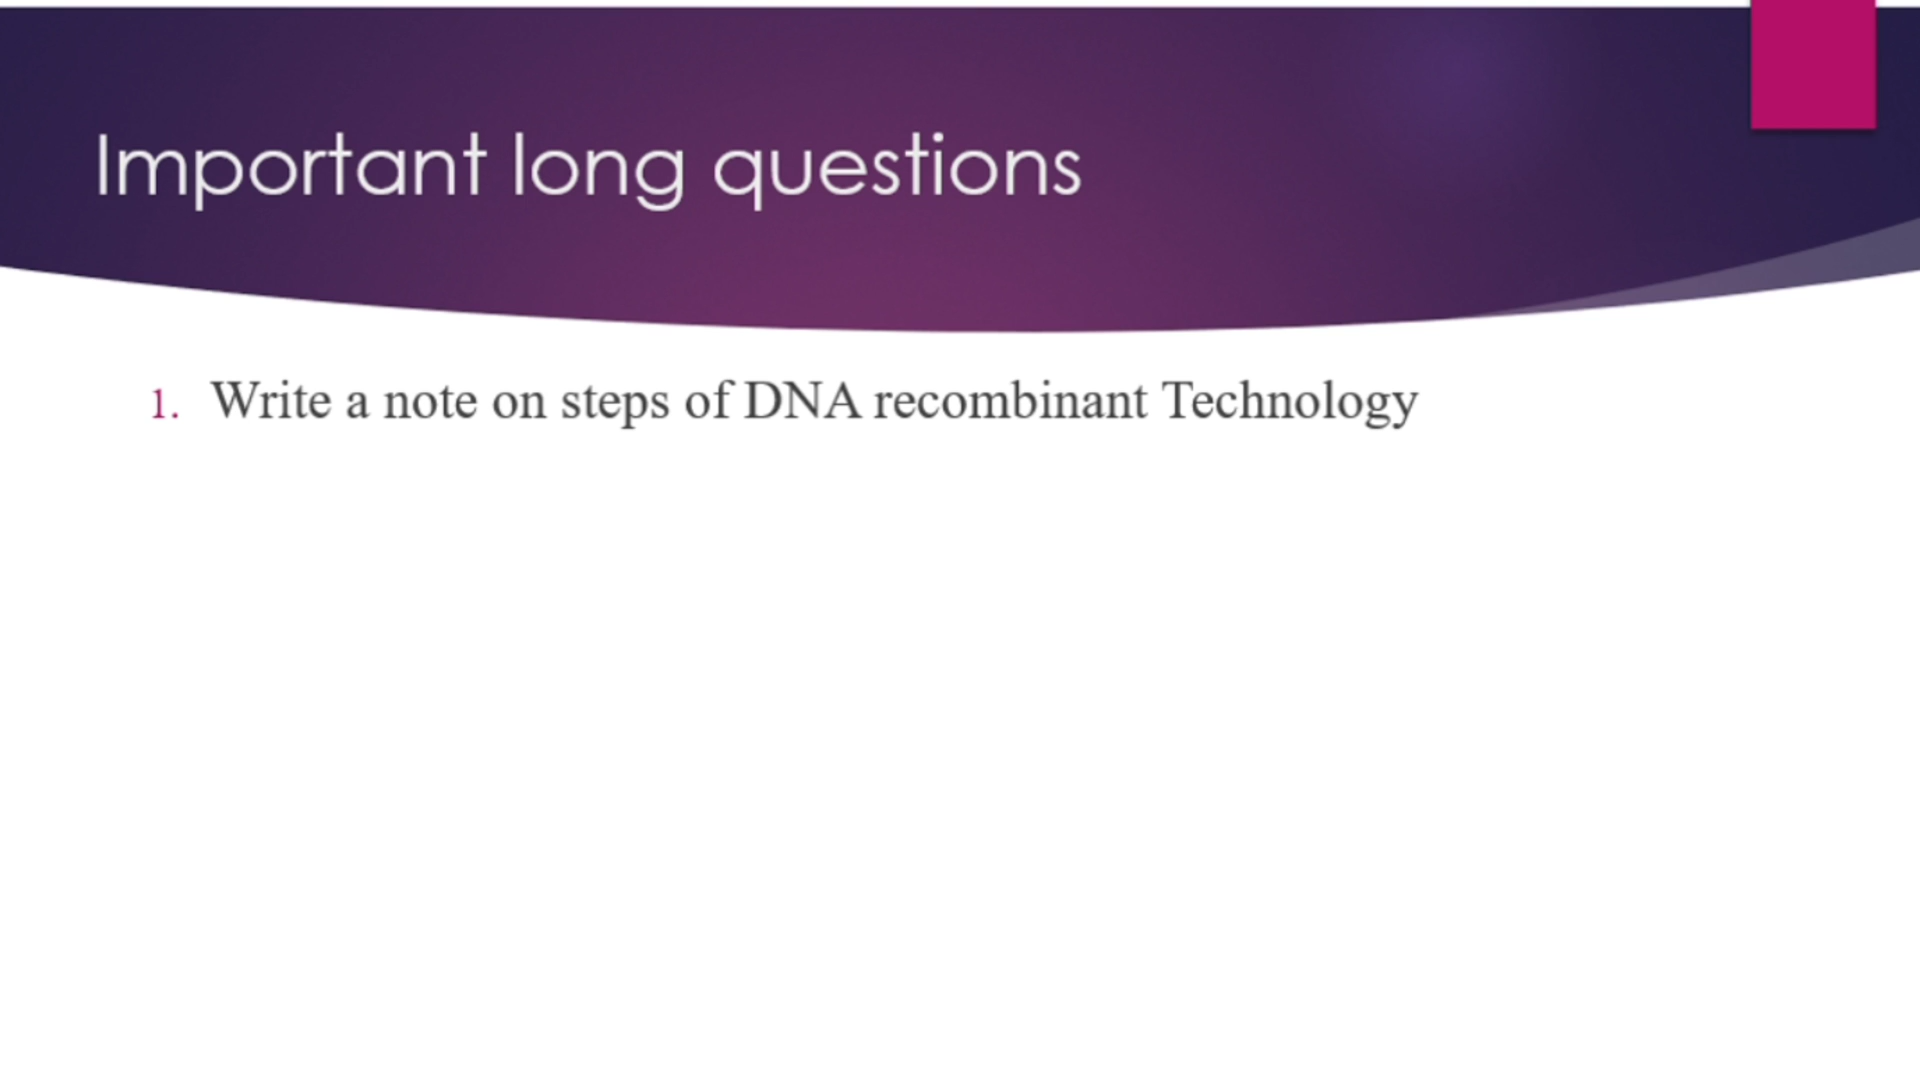 Important long questions
1. Write a note on steps of DNA recombinant Technology